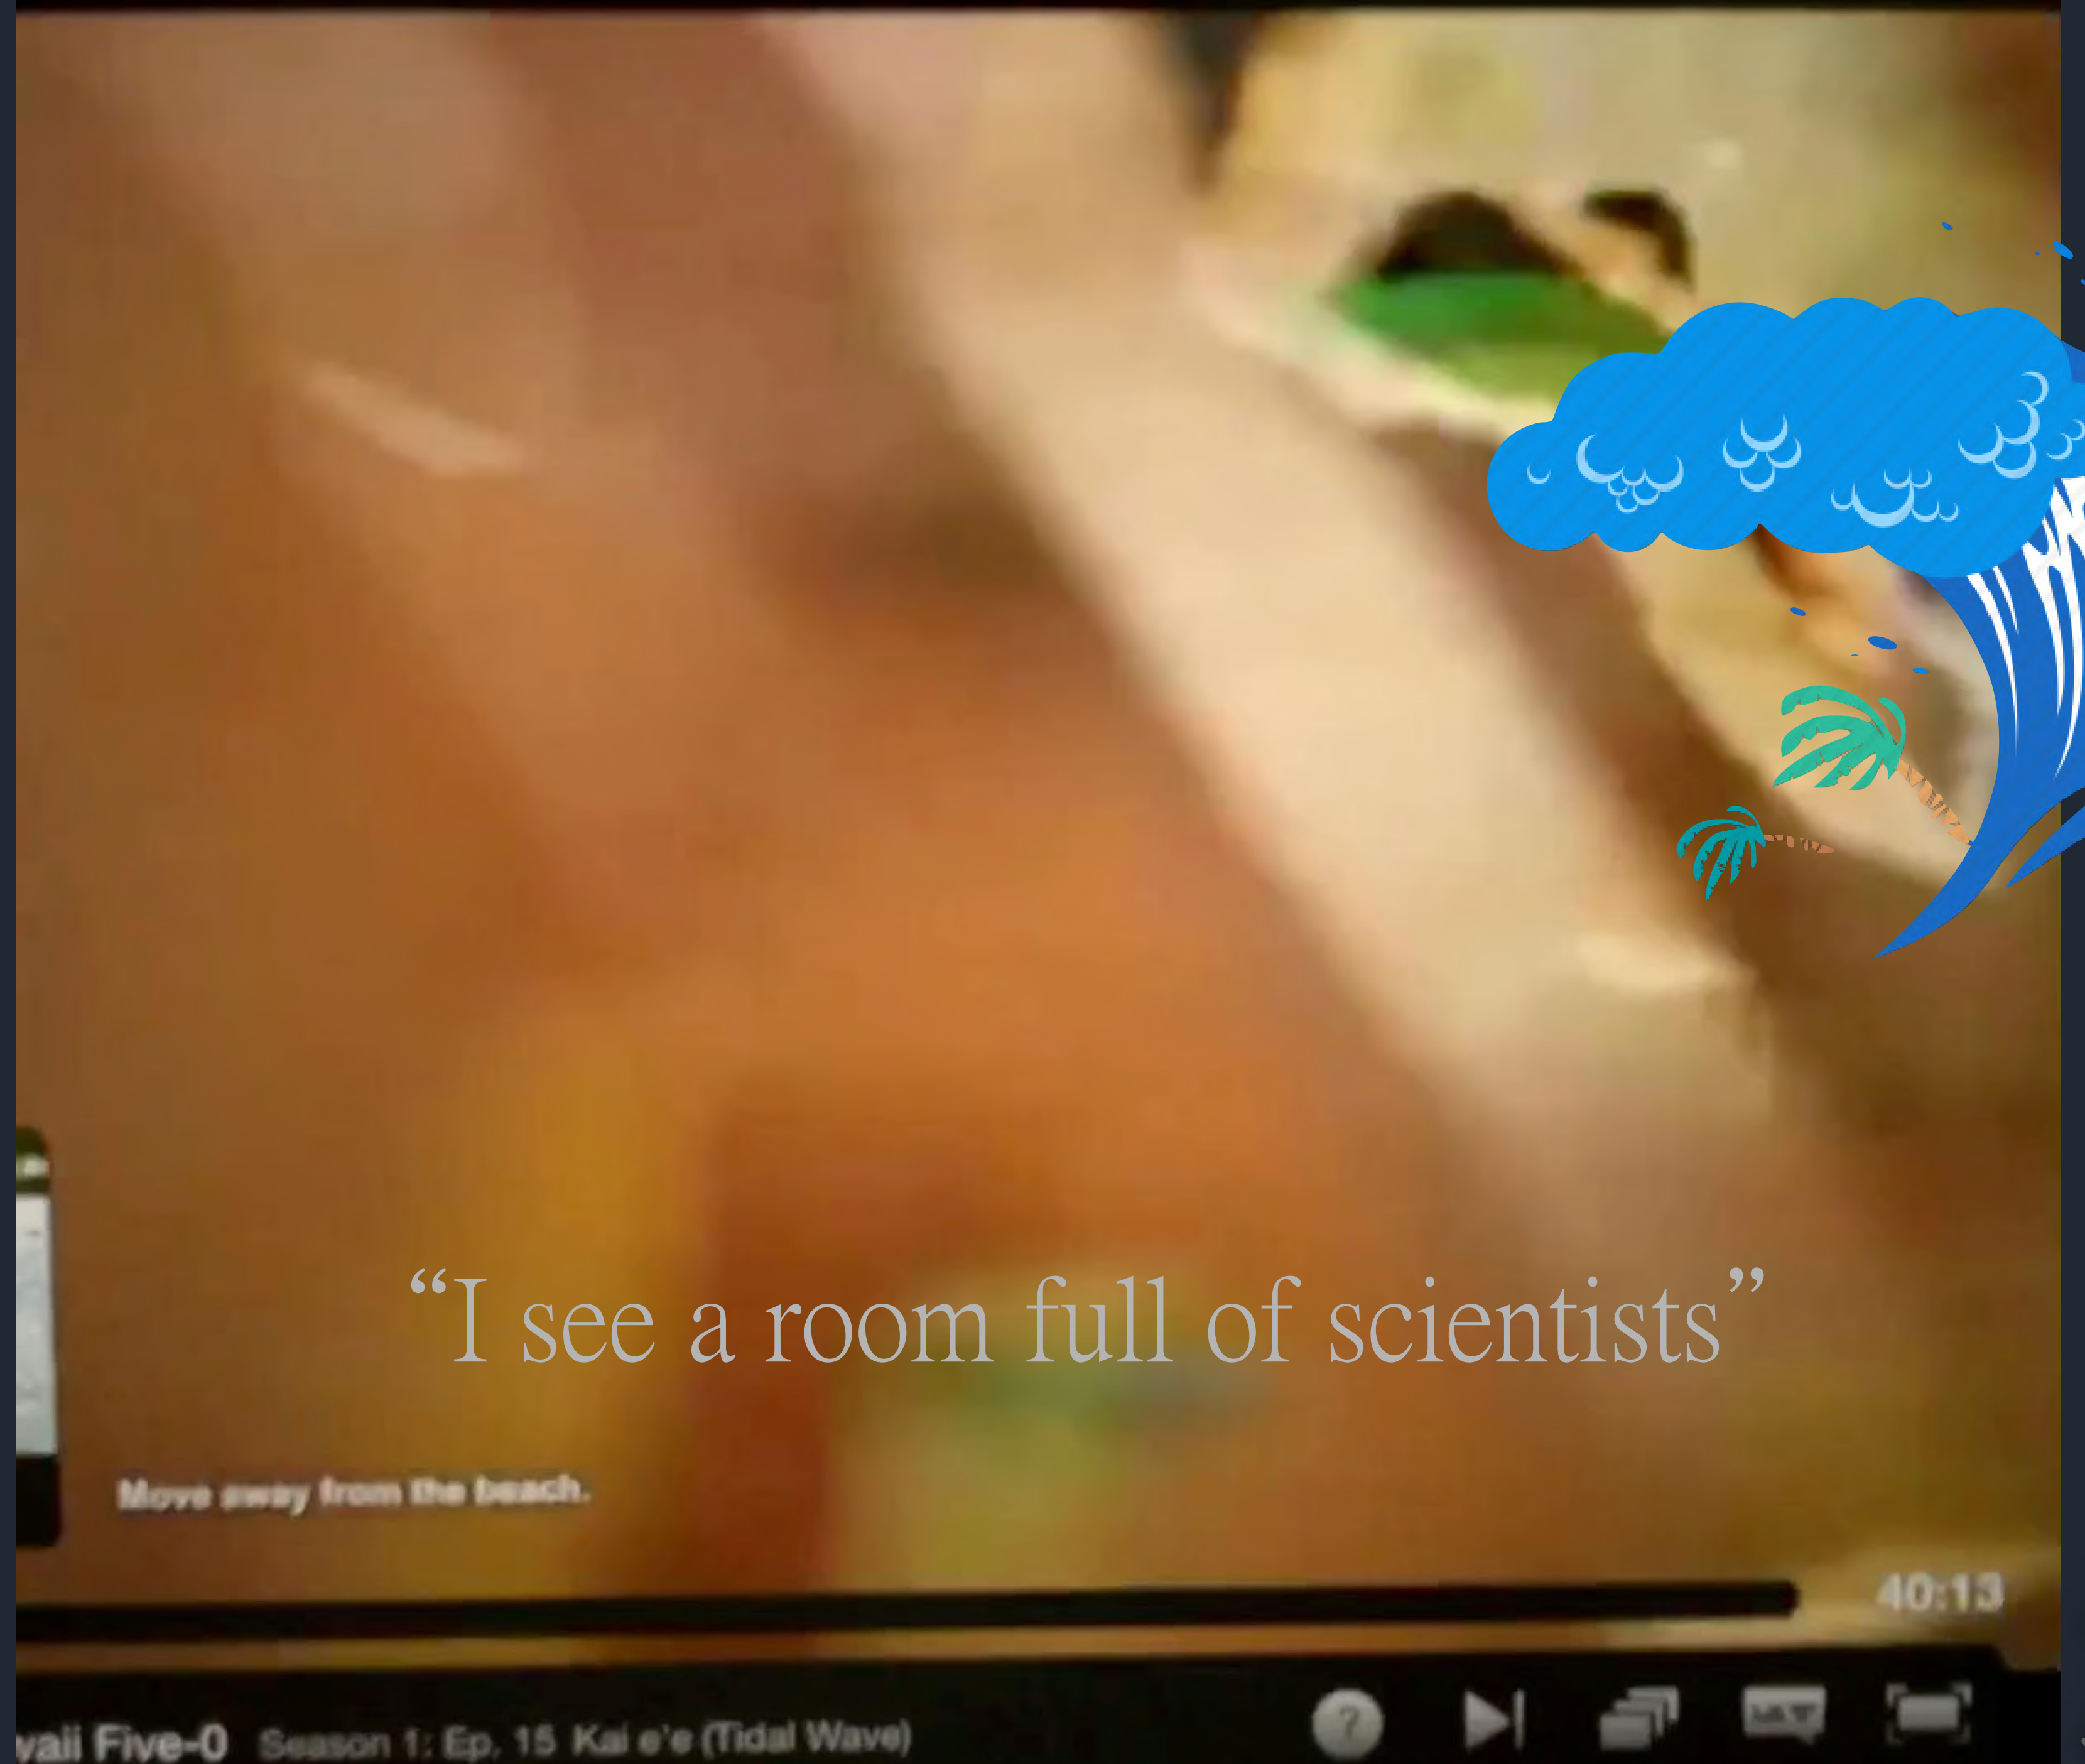 “I see a room full of scientists”
Move away from the beach.
40:13
?
waii Five-0 Season 1: Ep. 15 Kai e'e (Tidal Wave)